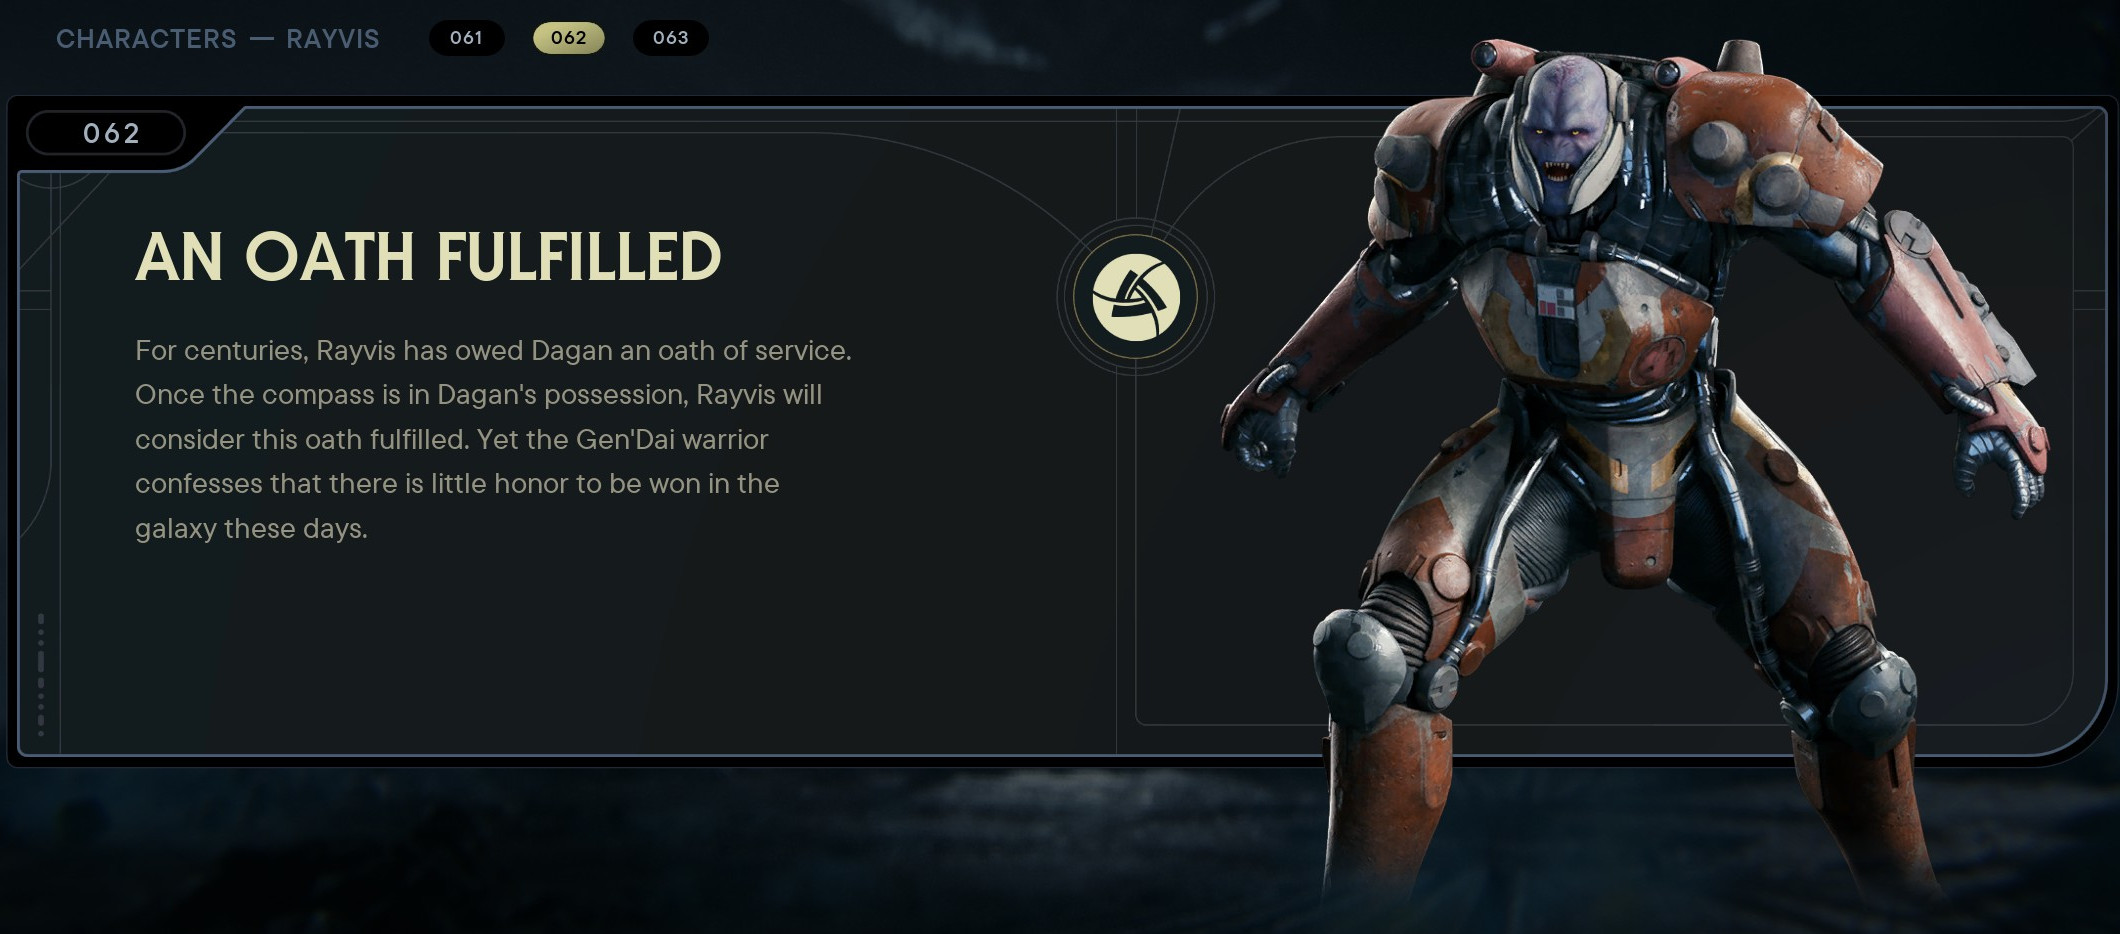 CHARACTERS — RAYVIS
061
062
063
062
AN OATH FULFILLED
For centuries, Rayvis has owed Dagan an oath of service.
Once the compass is in Dagan's possession, Rayvis will
consider this oath fulfilled. Yet the Gen'Dai warrior
confesses that there is little honor to be won in the
galaxy these days.